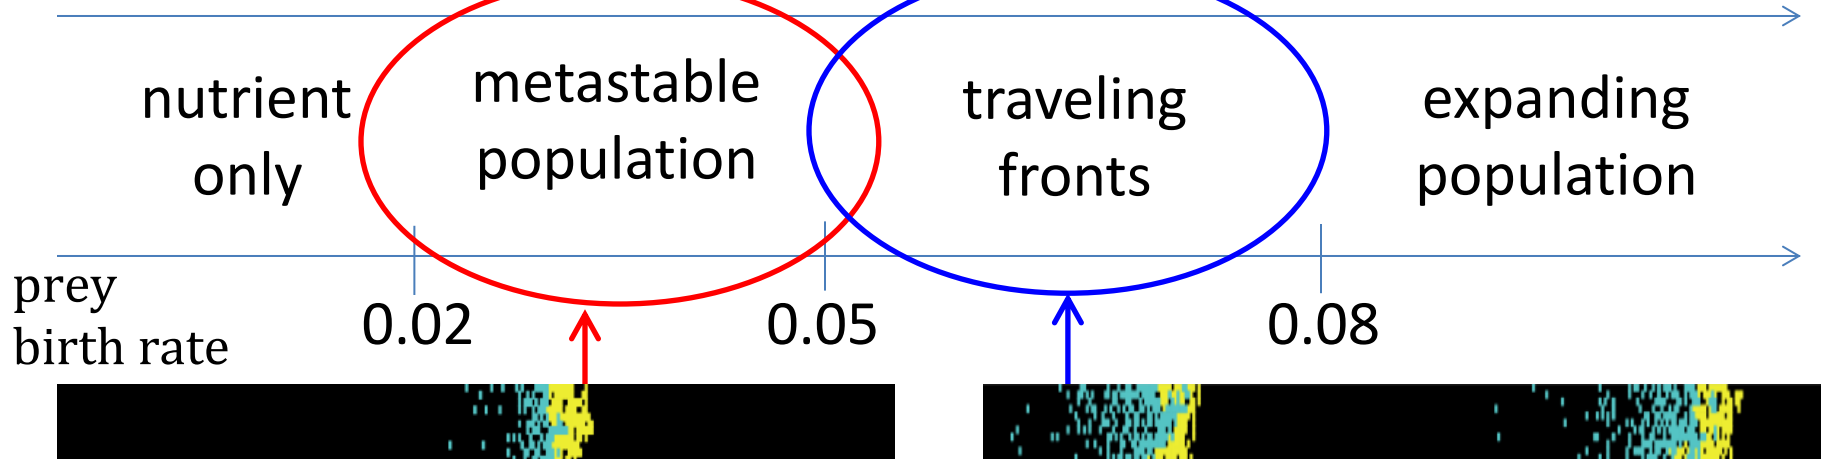 nutrient
only
metastable
population
traveling
fronts
expanding
population
prey
birth rate
0.02
0.05
0.08